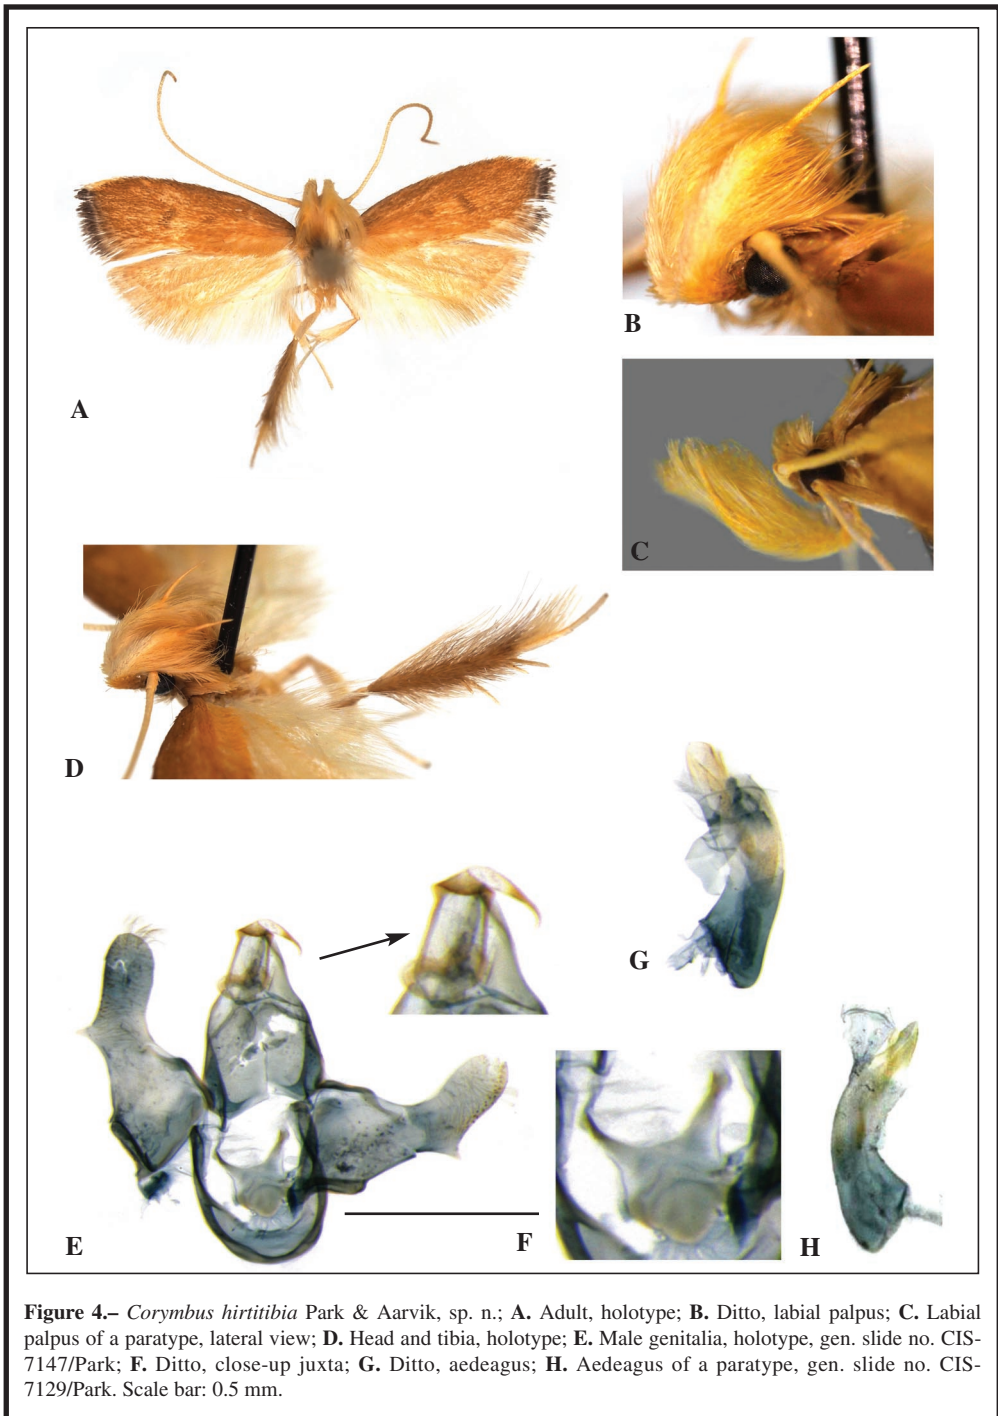 A
B
C
D
G
E
F
H
Figure 4.– Corymbus hirtitibia Park & Aarvik, sp. n.; A. Adult, holotype; B. Ditto, labial palpus; C. Labial
palpus of a paratype, lateral view; D. Head and tibia, holotype; E. Male genitalia, holotype, gen. slide no. CIS-
7147/Park; F. Ditto, close-up juxta; G. Ditto, aedeagus; H. Aedeagus of a paratype, gen. slide no. CIS-
7129/Park. Scale bar: 0.5 mm.